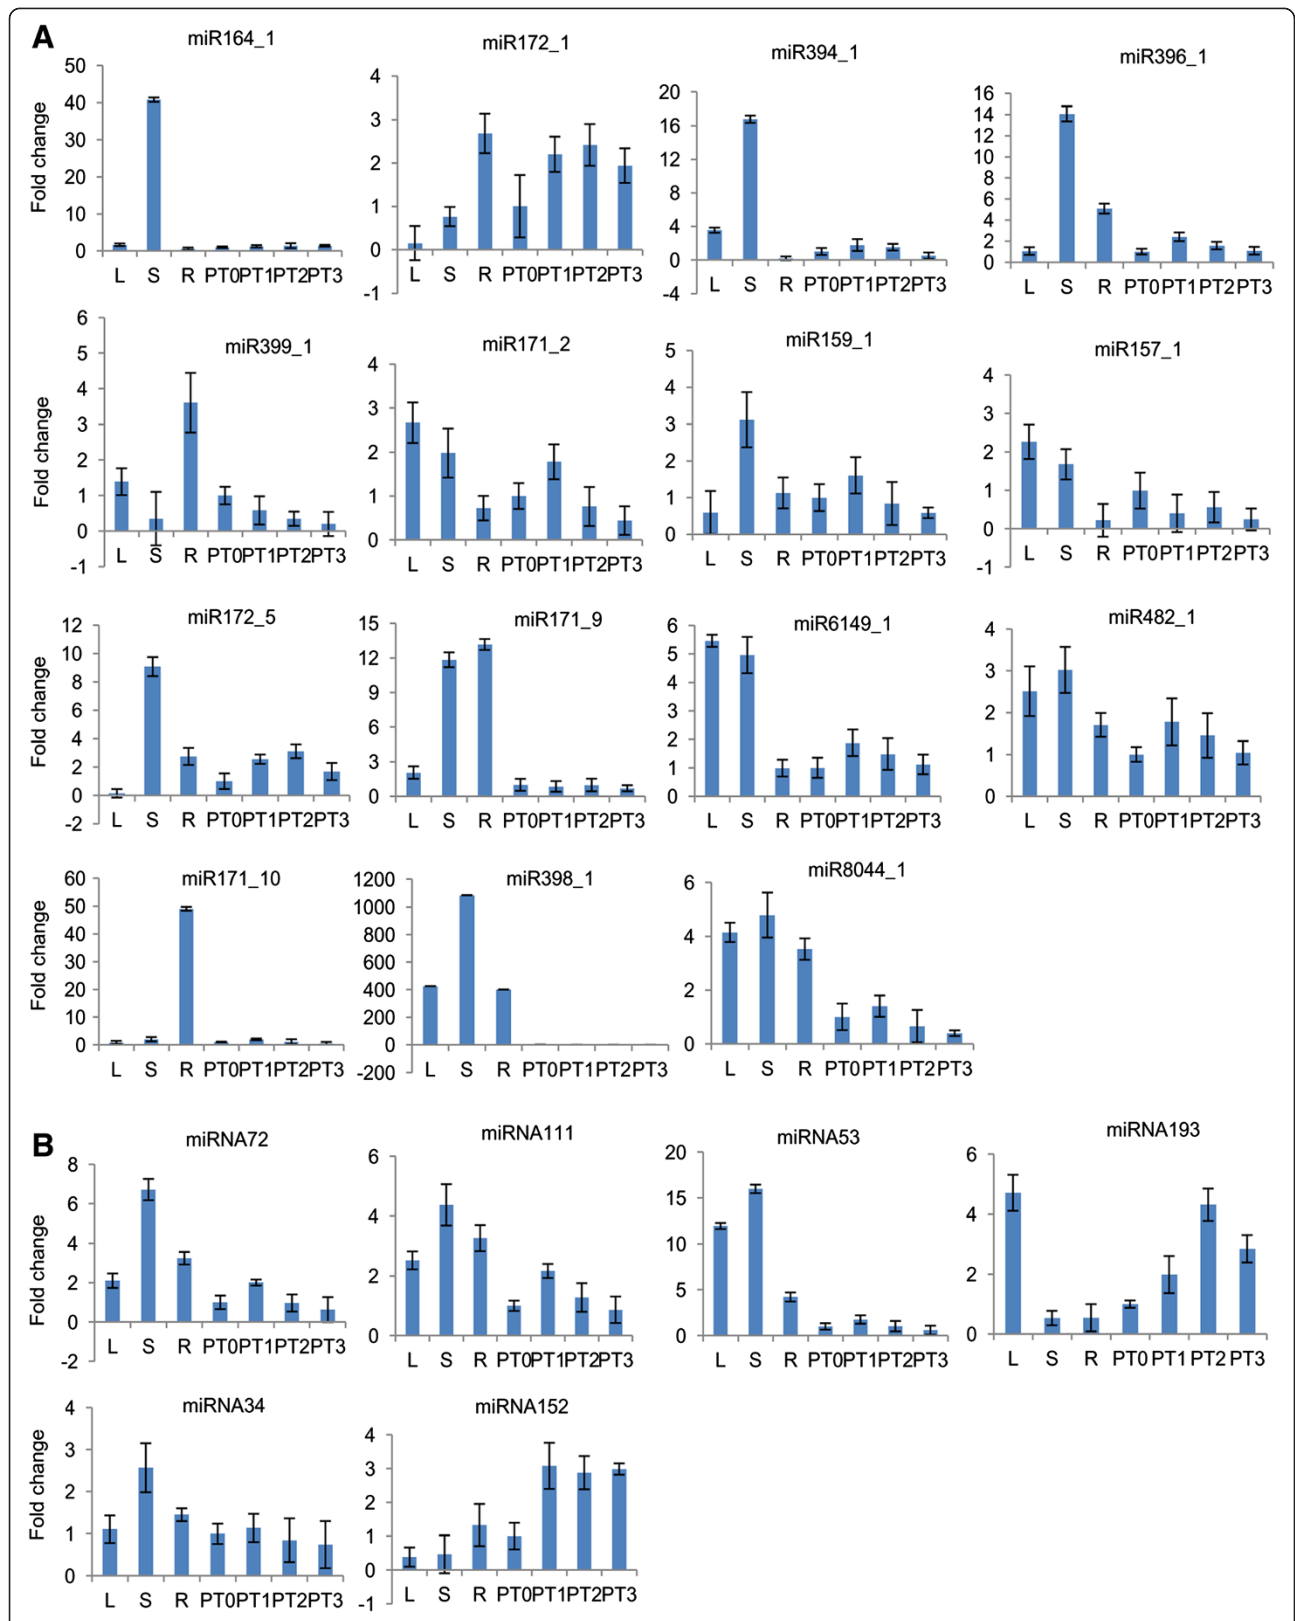 A
miR164_1
Fold change
50
40
30
20
10
0
L S R PT0PT1PT2PT3
miR172_1
4
3
2
1
0
-1
L S R PT0PT1PT2PT3
miR394_1
20
16
12
8
4
0
-4
L S R PT0PT1PT2PT3
miR396_1
16
14
12
10
8
6
4
2
0
L S R PT0PT1PT2PT3
miR399_1
Fold change
6
5
4
3
2
1
0
-1
L S R PT0PT1PT2PT3
miR171_2
4
3
2
1
0
L S R PT0PT1PT2PT3
miR159_1
5
4
3
2
1
0
L S R PT0PT1PT2PT3
miR157_1
4
3
2
1
0
-1
L S R PT0PT1PT2PT3
miR172_5
Fold change
12
10
8
6
4
2
0
-2
L S R PT0PT1PT2PT3
miR171_9
15
12
9
6
3
0
L S R PT0PT1PT2PT3
miR6149_1
6
5
4
3
2
1
0
L S R PT0PT1PT2PT3
miR482_1
4
3
2
1
0
L S R PT0PT1PT2PT3
miR171_10
Fold change
60
50
40
30
20
10
0
L S R PT0PT1PT2PT3
miR398_1
1200
1000
800
600
400
200
0
-200
L S R PT0PT1PT2PT3
miR8044_1
6
4
2
0
L S R PT0PT1PT2PT3
B
miRNA72
Fold change
8
6
4
2
0
-2
L S R PT0PT1PT2PT3
miRNA111
6
4
2
0
L S R PT0PT1PT2PT3
miRNA53
20
15
10
5
0
L S R PT0PT1PT2PT3
miRNA193
6
4
2
0
L S R PT0 PT1 PT2 PT3
miRNA34
Fold change
4
3
2
1
0
L S R PT0PT1PT2PT3
miRNA152
4
3
2
1
0
-1
L S R PT0PT1PT2PT3